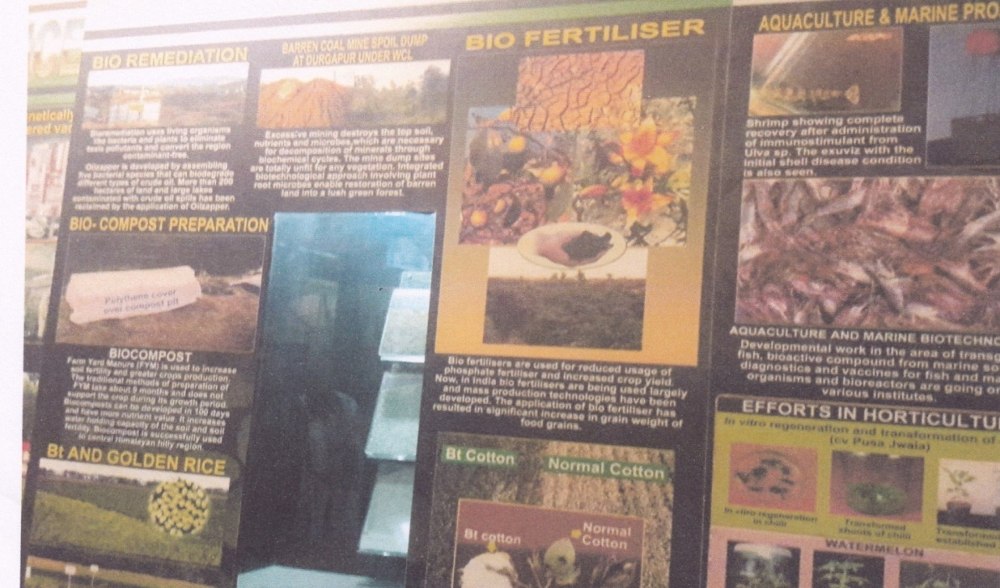 ICE
netically
ered vac
BIO REMEDIATION
Bioremediation uses living organisms
like bacteria and plants to eliminate
toxic pollutants and convert the region
contaminant-free.
Oilzapper is developed by assembling
five bacterial species that can biodegrade
different types of crude oil. More than 200
hectares of land and large lakes
contaminated with crude oil spills has been
reclaimed by the application of Oilzapper.
BARREN COAL MINE SPOIL DUMP
AT DURGAPUR UNDER WCL
Excessive mining destroys the top soil,
nutrients and microbes, which are necessary
for decomposition of minerals through
biochemical cycles. The mine dump sites
are totally unfit for any vegetation. Integrated
biotechnological approach involving plant
root microbes enable restoration of barren
land into a lush green forest.
BIO- COMPOST PREPARATION
Polythene cover
over compost pit
BIOCOMPOST
Farm Yard Manure (FYM) is used to increase
soil fertility and greater crops production.
The traditional methods of preparation of
FYM take about 9 months and does not
support the crop during its growth period.
Biocomposts can be developed in 100 days
and have more nutrient value. It increases
water holding capacity of the soil and soil
fertility. Biocompost is successfully used
in central Himalayan hilly region.
Bt AND GOLDEN RICE
BIO FERTILISER
Bio fertilisers are used for reduced usage of
phosphate fertiser and increased crop yield.
Now, in India bio fertilisers are being used largely
and mass production technologies have been
developed. The application of bio fertiliser has
resulted in significant increase in grain weight of
food grains.
Bt Cotton
Normal Cotton
Bt cotton
Normal
Cotton
AQUACULTURE & MARINE PRO
Shrimp showing complete
recovery after administration
of immunostimulant from
Ulva sp. The exuviz with the
initial shell disease condition
is also seen.
AQUACULTURE AND MARINE BIOTECHNO
Developmental work in the area of transg
fish, bioactive compound from marine so
diagnostics and vaccines for fish and ma
organisms and bioreactors are going on
various institutes.
EFFORTS IN HORTICULTU
In vitro regeneration and transformation of
(cv Pusa Jwala)
In vitro regeneration
in chili
Transformed
shoots of chili
Transforme
established
WATERMELON